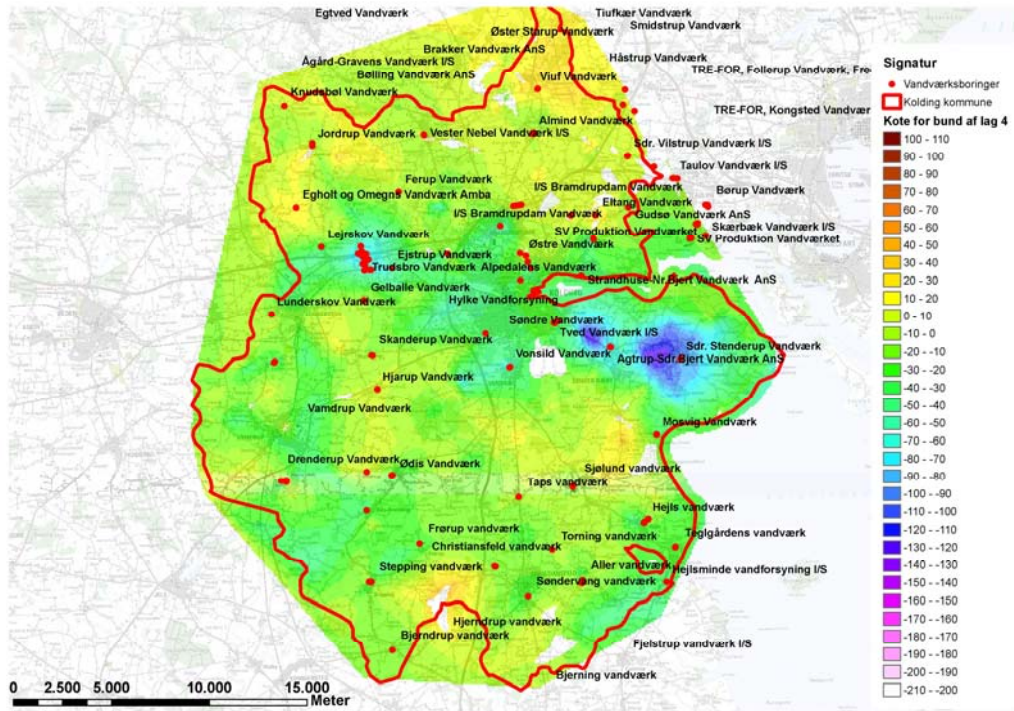 Egtved Vandværk
Tiufkær Vandværk
Smidstrup Vandværk
Øster Starup Vandværk
Brakker Vandværk AnS
Håstrup Vandværk
Ågård-Gravens Vandværk I/S
TRE-FOR, Follerup Vandværk, Fre
Bølling Vandværk AnS
Viuf Vandværk
Knudsbøl Vandværk
TRE-FOR, Kongsted Vandvær
Almind Vandværk
Jordrup Vandværk
Vester Nebel Vandværk I/S
Sdr. Vilstrup Vandværk I/S
Taulov Vandværk I/S
Ferup Vandværk
I/S Bramdrupdam Vandværk
Børup Vandværk
Egholt og Omegns Vandværk Amba
Eltang Vandværk
I/S Bramdrupdam Vandværk
Gudsø Vandværk AnS
Skærbæk Vandværk I/S
Lejrskov Vandværk
SV Produktion Vandværket
SV Produktion Vandværket
Østre Vandværk
Ejstrup Vandværk
Trudsbro Vandværk
Alpedalens Vandværk
Strandhuse-Nr.Bjert Vandværk AnS
Gelballe Vandværk
KOLDING
Lunderskov Vandværk
Hylke Vandforsyning
Søndre Vandværk
Tved Vandværk I/S
Skanderup Vandværk
Sdr. Stenderup Vandværk
Vonsild Vandværk
Agtrup-Sdr.Bjert Vandværk AnS
Hjarup Vandværk
Vamdrup Vandværk
Mosvig Vandværk
Drenderup Vandværk
Ødis Vandværk
Sjølund vandværk
Taps vandværk
Hejls vandværk
Frørup vandværk
Torning vandværk
Teglgårdens vandværk
Christiansfeld vandværk
Stepping vandværk
Aller vandværk
Hejlsminde vandforsyning I/S
Søndervang vandværk
Hjerndrup vandværk
Bjerndrup vandværk
Fjelstrup vandværk I/S
Bjerning vandværk
0 2.500 5.000 10.000 15.000
Meter
Signatur
Vandværksboringer
Kolding kommune
Kote for bund af lag 4
100 - 110
90 - 100
80 - 90
70 - 80
60 - 70
50 - 60
40 - 50
30 - 40
20 - 30
10 - 20
0 - 10
-10 - 0
-20 - -10
-30 - -20
-40 - -30
-50 - -40
-60 - -50
-70 - -60
-80 - -70
-90 - -80
-100 - -90
-110 - -100
-120 - -110
-130 - -120
-140 - -130
-150 - -140
-160 - -150
-170 - -160
-180 - -170
-190 - -180
-200 - -190
-210 - -200